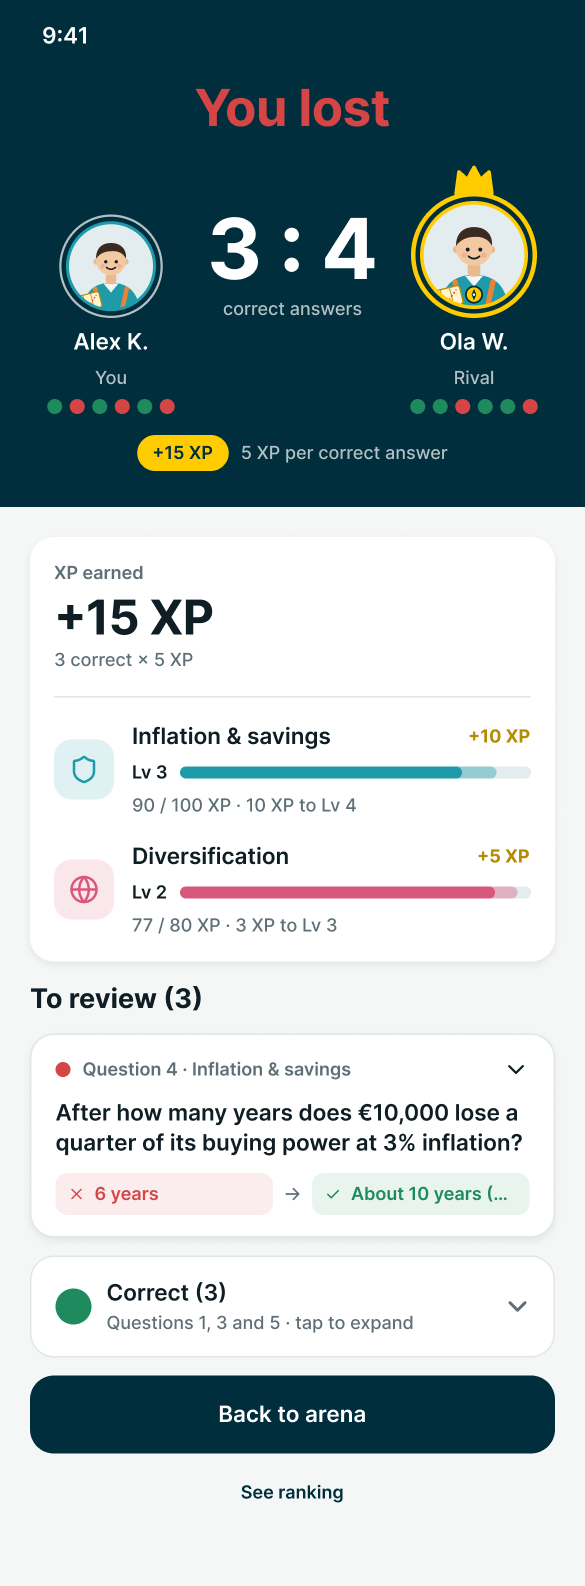 9:41
You lost
3 : 4
correct answers
Alex K.
You
Ola W.
Rival
+15 XP
5 XP per correct answer
XP earned
+15 XP
3 correct × 5 XP
Inflation & savings
+10 XP
Lv 3
90 / 100 XP · 10 XP to Lv 4
Diversification
+5 XP
Lv 2
77 / 80 XP · 3 XP to Lv 3
To review (3)
Question 4 · Inflation & savings
After how many years does €10,000 lose a
quarter of its buying power at 3% inflation?
6 years
About 10 years (...
Correct (3)
Questions 1, 3 and 5 · tap to expand
Back to arena
See ranking